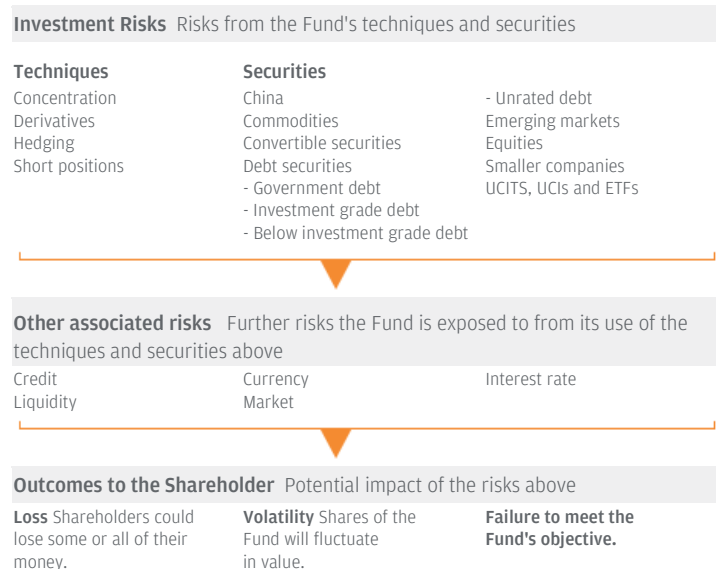 Investment Risks Risks from the Fund's techniques and securities
Techniques
Concentration
Derivatives
Hedging
Short positions
Securities
China
Commodities
Convertible securities
Debt securities
- Government debt
- Investment grade debt
- Below investment grade debt
- Unrated debt
Emerging markets
Equities
Smaller companies
UCITS, UCIs and ETFs
Other associated risks Further risks the Fund is exposed to from its use of the
techniques and securities above
Credit
Liquidity
Currency
Market
Interest rate
Outcomes to the Shareholder Potential impact of the risks above
Loss Shareholders could
lose some or all of their
money.
Volatility Shares of the
Fund will fluctuate
in value.
Failure to meet the
Fund's objective.